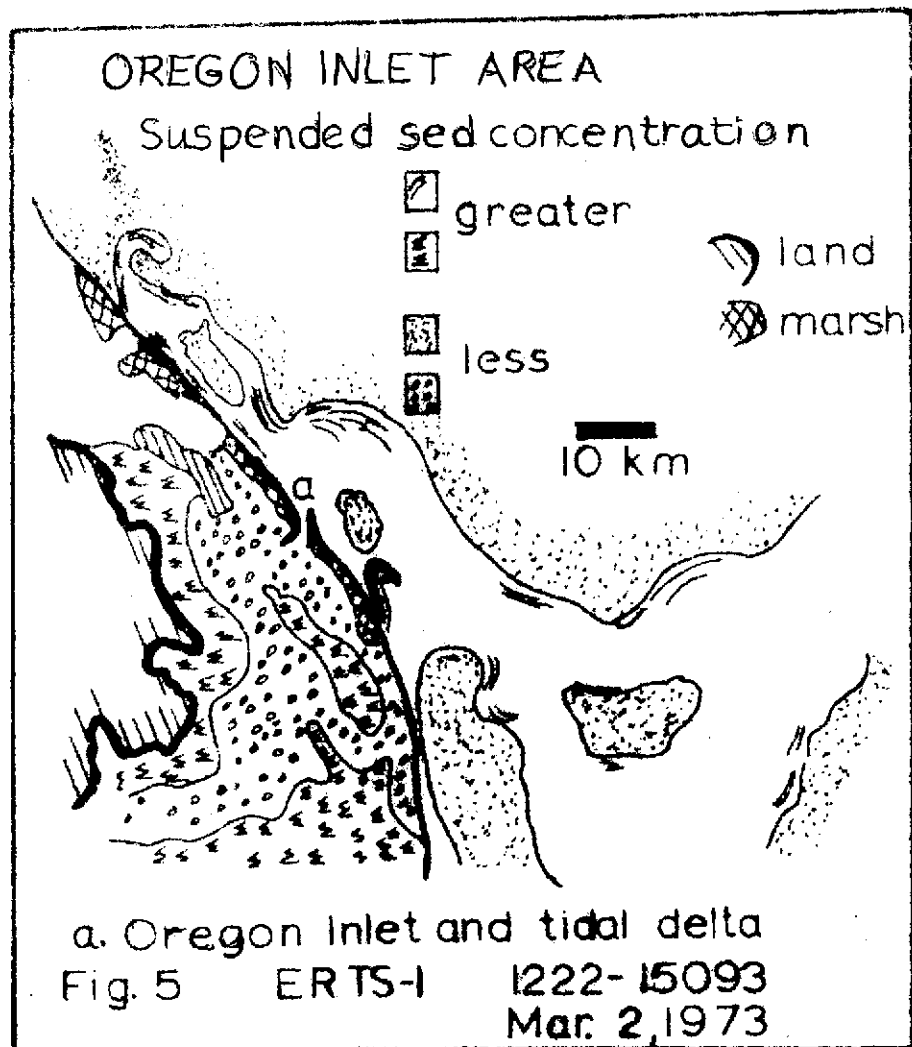 OREGON INLET AREA
Suspended sed concentration
greater
less
land
marsh
10 km
a
a. Oregon Inlet and tidal delta
Fig. 5 ERTS-1 1222-15093
Mar. 2, 1973